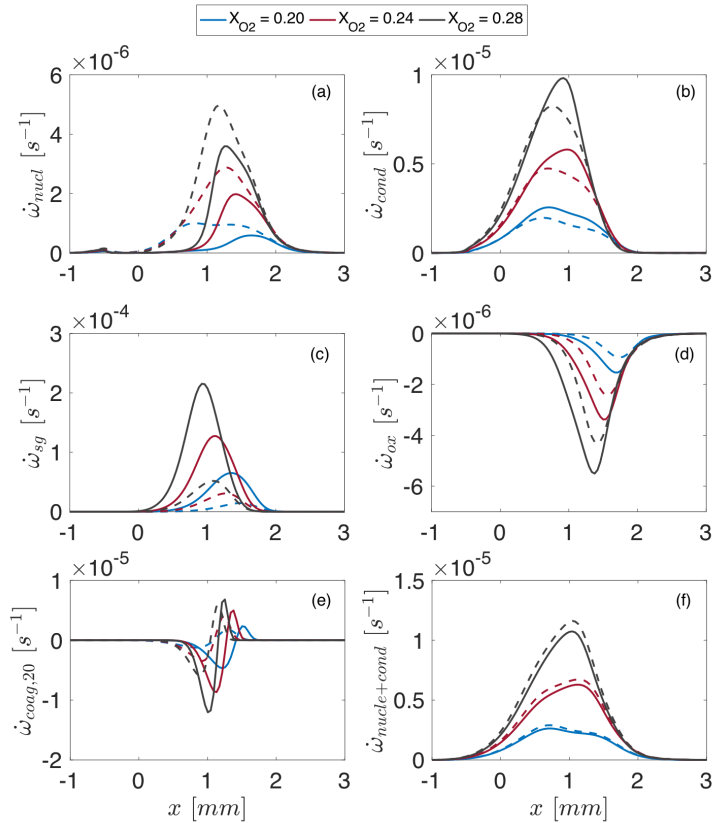 X_O2 = 0.20 X_O2 = 0.24 X_O2 = 0.28
×10^-6
(a)
6
4
2
0
ω̇_nucl [s^-1]
-1 0 1 2 3
×10^-5
(b)
1
0.5
0
ω̇_cond [s^-1]
-1 0 1 2 3
×10^-4
(c)
3
2
1
0
ω̇_sg [s^-1]
-1 0 1 2 3
×10^-6
(d)
0
-2
-4
-6
ω̇_ox [s^-1]
-1 0 1 2 3
×10^-5
(e)
1
0
-1
-2
ω̇_coag,20 [s^-1]
-1 0 1 2 3
x [mm]
×10^-5
(f)
1.5
1
0.5
0
ω̇_nucle+cond [s^-1]
-1 0 1 2 3
x [mm]